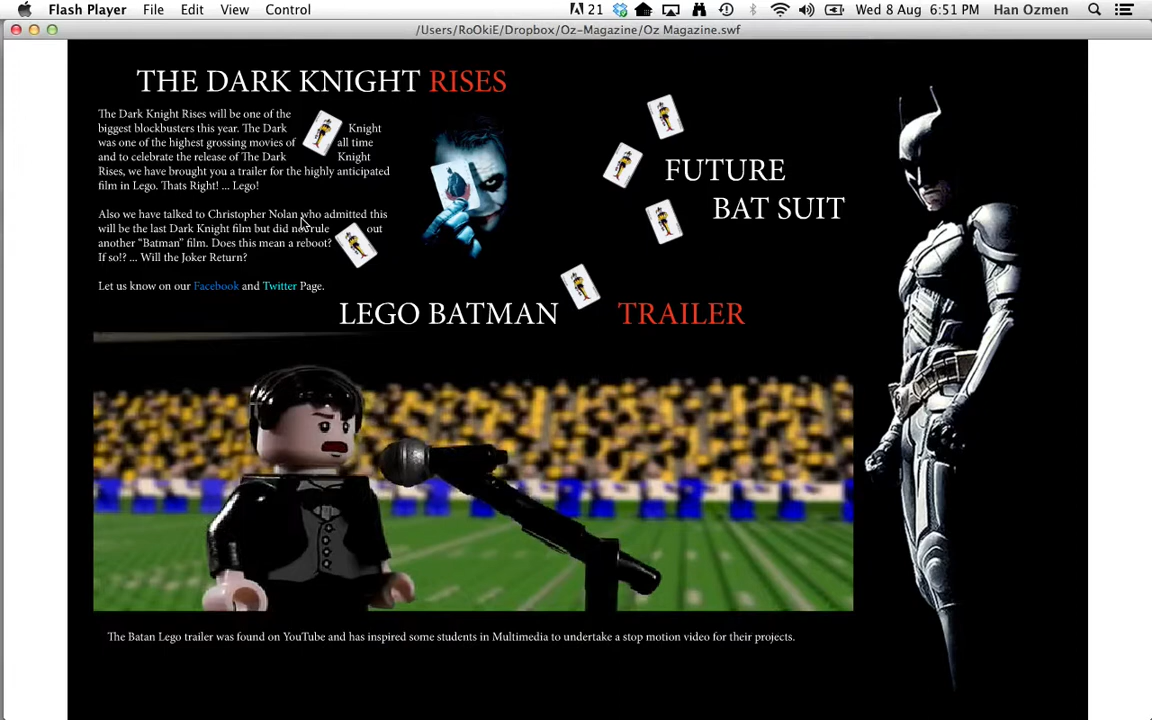 Flash Player File Edit View Control 21 Wed 8 Aug 6:51 PM Han Ozmen
/Users/RoOkiE/Dropbox/Oz-Magazine/Oz Magazine.swf
THE DARK KNIGHT RISES
The Dark Knight Rises will be one of the
biggest blockbusters this year. The Dark Knight
was one of the highest grossing movies of all time
and to celebrate the release of The Dark Knight
Rises, we have brought you a trailer for the highly anticipated
film in Lego. Thats Right! ... Lego!
Also we have talked to Christopher Nolan who admitted this
will be the last Dark Knight film but did not rule out
another “Batman” film. Does this mean a reboot?
If so!? ... Will the Joker Return?
Let us know on our Facebook and Twitter Page.
FUTURE
BAT SUIT
LEGO BATMAN TRAILER
The Batan Lego trailer was found on YouTube and has inspired some students in Multimedia to undertake a stop motion video for their projects.